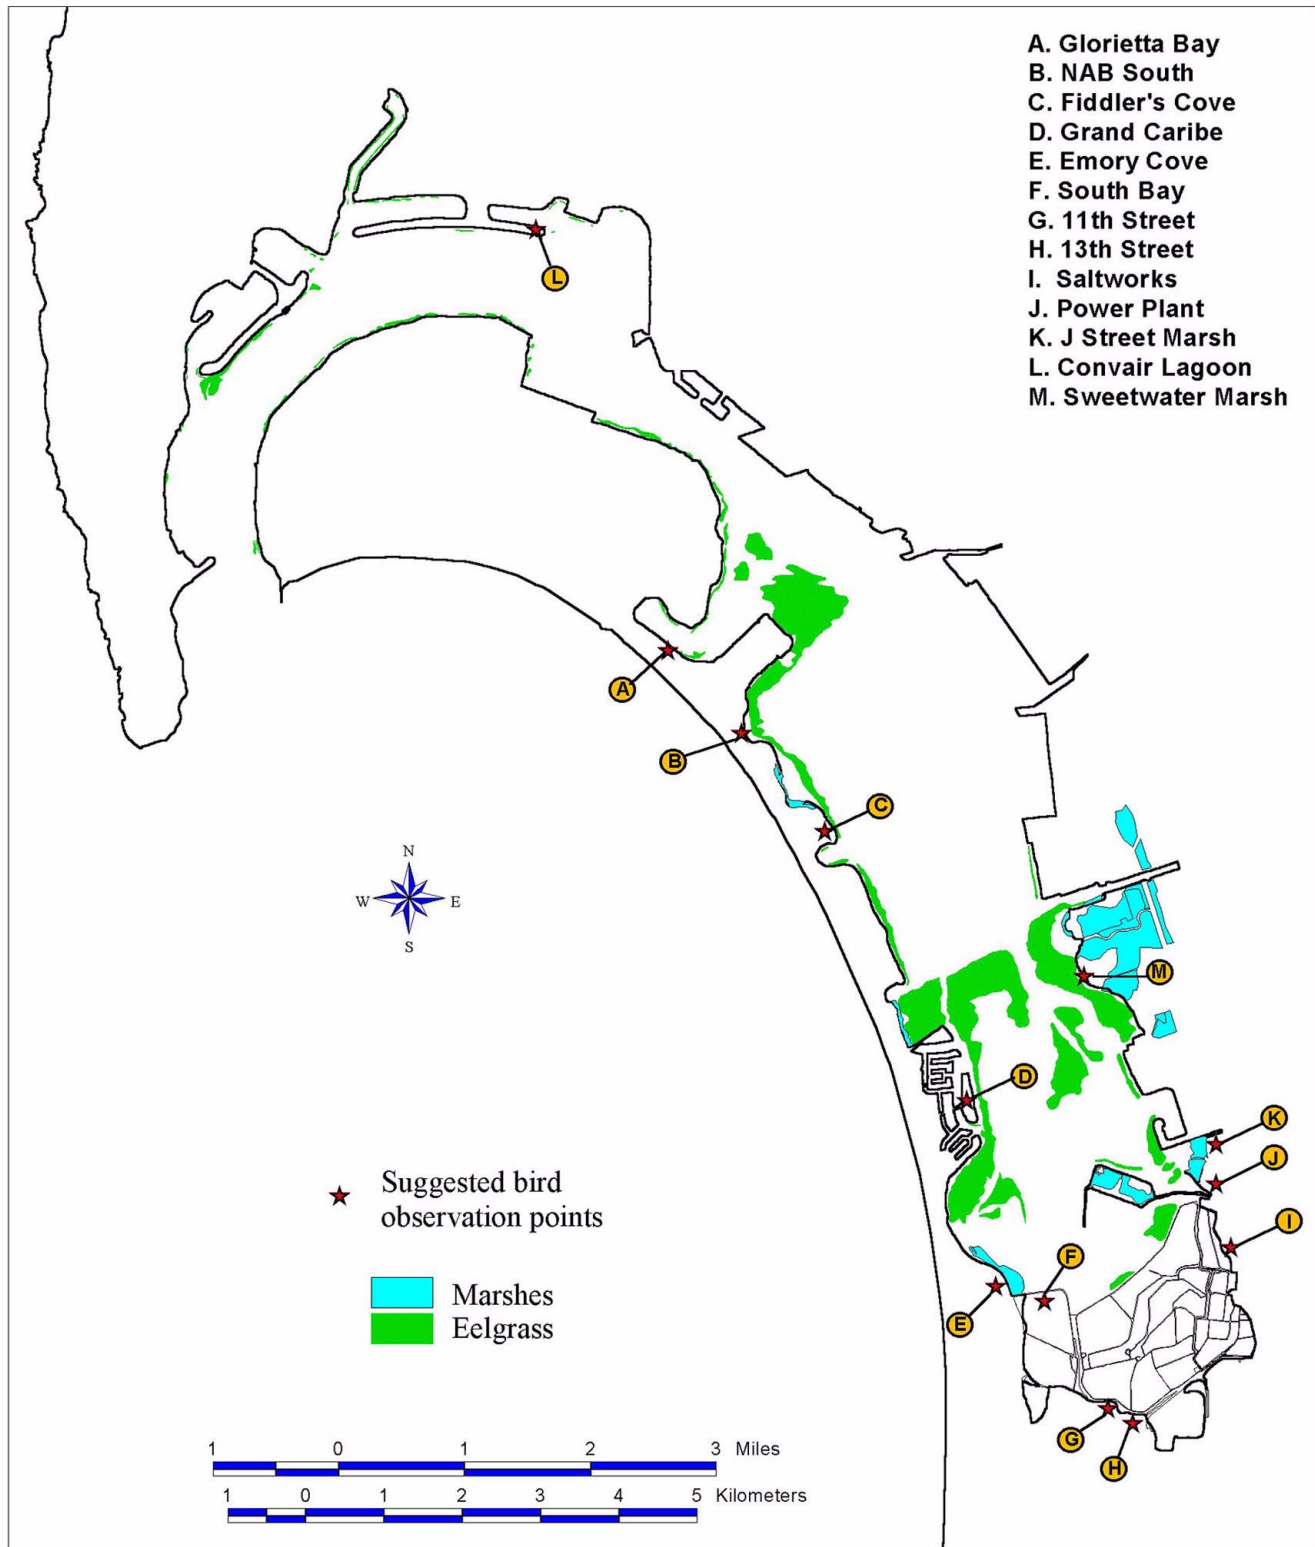 A. Glorietta Bay
B. NAB South
C. Fiddler's Cove
D. Grand Caribe
E. Emory Cove
F. South Bay
G. 11th Street
H. 13th Street
I. Saltworks
J. Power Plant
K. J Street Marsh
L. Convair Lagoon
M. Sweetwater Marsh
L
A
B
C
N
W E
S
M
D
K
J
I
F
E
G
H
Suggested bird
observation points
Marshes
Eelgrass
1 0 1 2 3 Miles
1 0 1 2 3 4 5 Kilometers